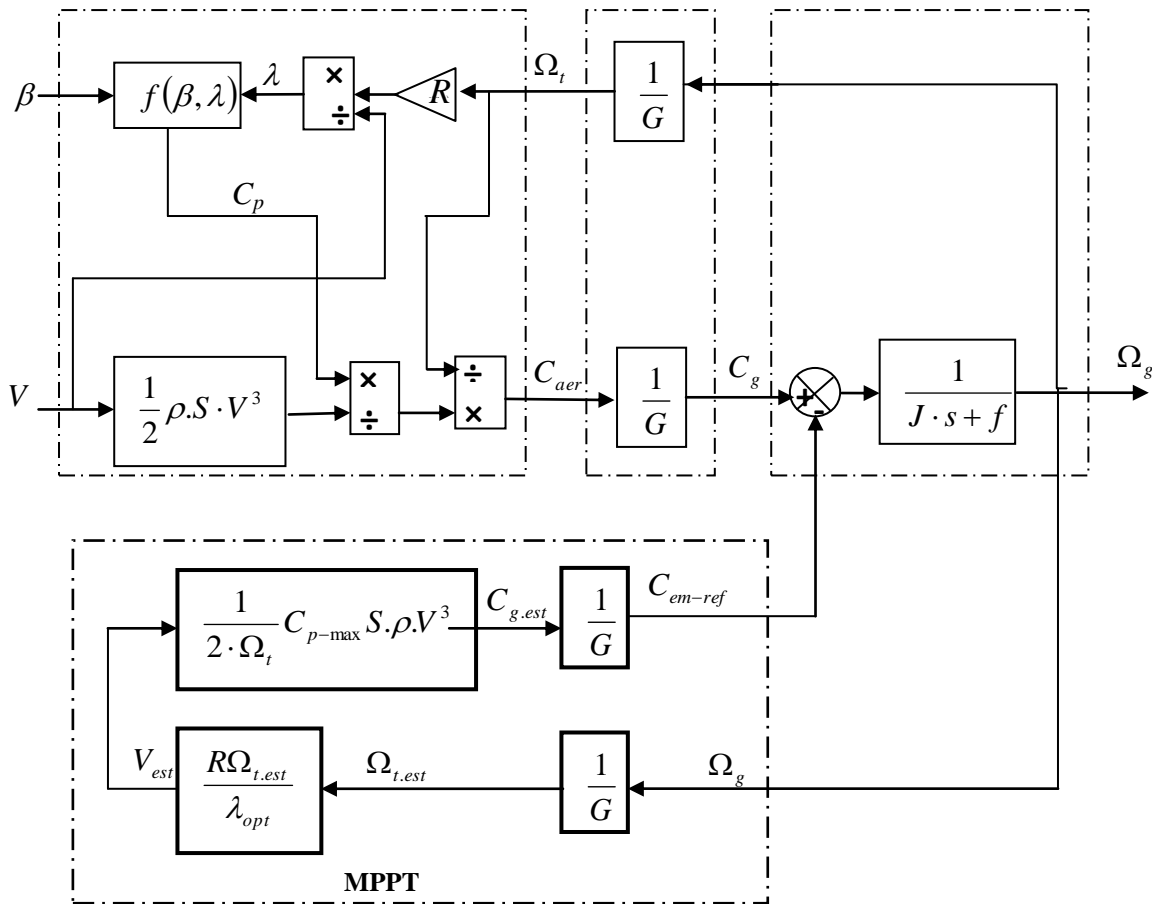 β
f(β, λ)
λ
×
÷
R
Ω_t
1/G
C_p
V
1/2 ρ.S · V^3
×
÷
÷
×
C_aer
1/G
C_g
+
-
1/(J · s + f)
Ω_g
1/(2 · Ω_t) C_p-max S.ρ.V^3
C_g.est
1/G
C_em-ref
V_est
RΩ_t.est/λ_opt
Ω_t.est
1/G
Ω_g
MPPT